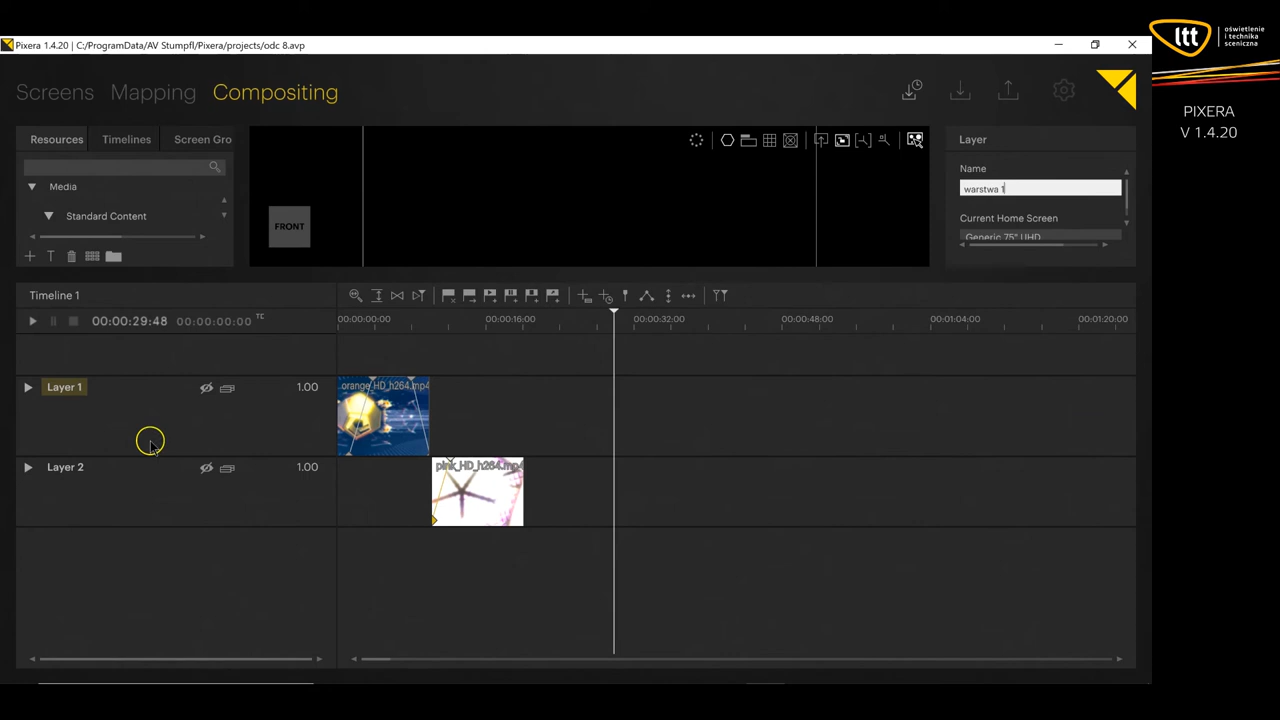 Pixera 1.4.20 | C:/ProgramData/AV Stumpfl/Pixera/projects/odc 8.avp
ltt oświetlenie
i technika
sceniczna
PIXERA
V 1.4.20
Screens Mapping Compositing
Resources Timelines Screen Gro
Media
Standard Content
FRONT
Layer
Name
warstwa 1
Current Home Screen
Generic 75" UHD
Timeline 1
00:00:29:48 00:00:00:00 TC
00:00:00:00 00:00:16:00 00:00:32:00 00:00:48:00 00:01:04:00 00:01:20:00
Layer 1 1.00
orange_HD_h264.mp4
Layer 2 1.00
pink_HD_h264.mp4